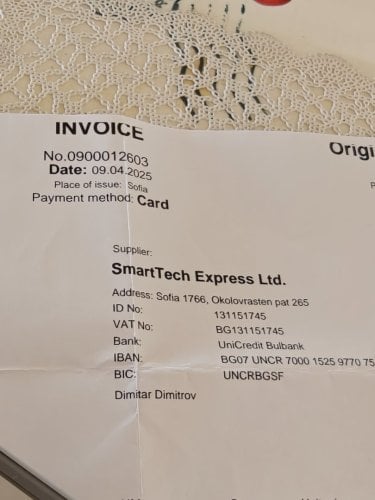 INVOICE
No.0900012603
Date: 09.04.2025
Place of issue: Sofia
Payment method: Card
Origi
Supplier:
SmartTech Express Ltd.
Address: Sofia 1766, Okolovrasten pat 265
ID No: 131151745
VAT No: BG131151745
Bank: UniCredit Bulbank
IBAN: BG07 UNCR 7000 1525 9770 75
BIC: UNCRBGSF
Dimitar Dimitrov